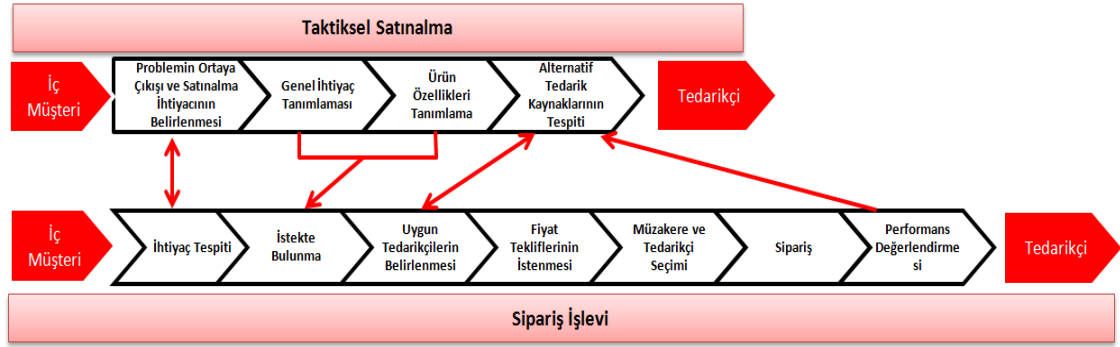 Taktiksel Satınalma
İç
Müşteri
Problemin Ortaya
Çıkışı ve Satınalma
İhtiyacının
Belirlenmesi
Genel İhtiyaç
Tanımlaması
Ürün
Özellikleri
Tanımlama
Alternatif
Tedarik
Kaynaklarının
Tespiti
Tedarikçi
İç
Müşteri
İhtiyaç Tespiti
İstekte
Bulunma
Uygun
Tedarikçilerin
Belirlenmesi
Fiyat
Tekliflerinin
İstenmesi
Müzakere ve
Tedarikçi
Seçimi
Sipariş
Performans
Değerlendirme
si
Tedarikçi
Sipariş İşlevi